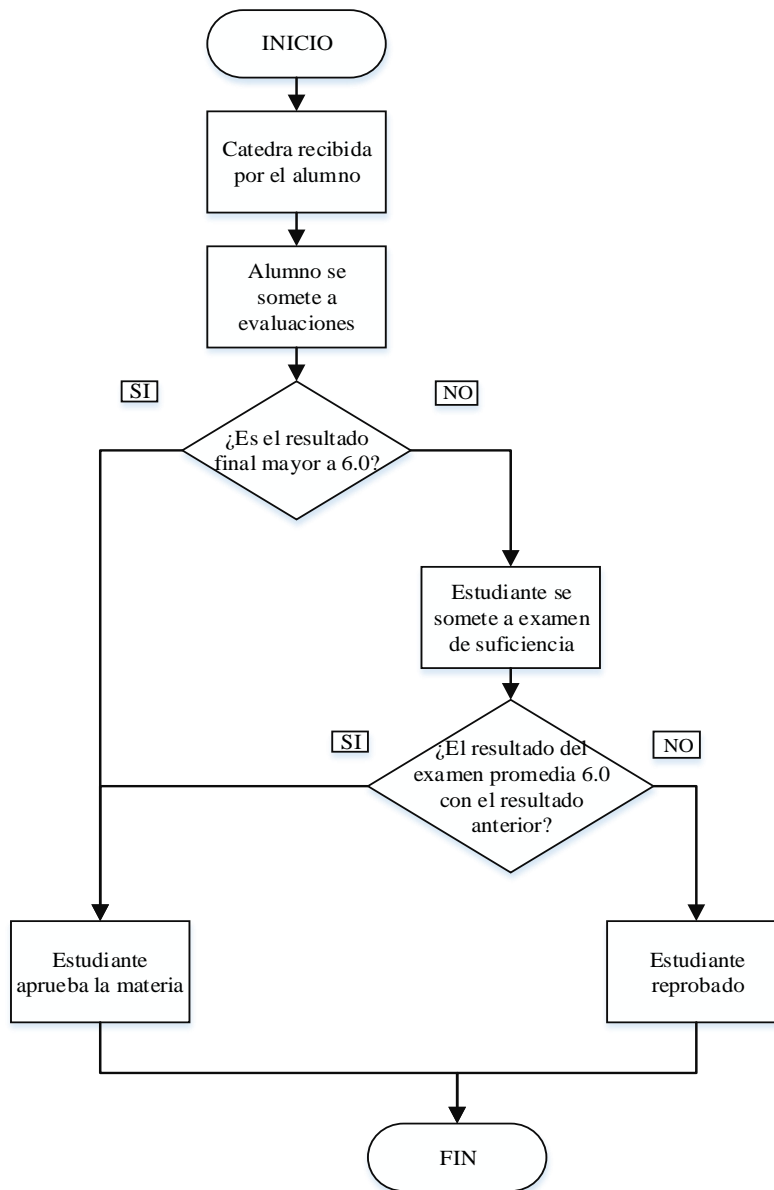 INICIO
Catedra recibida
por el alumno
Alumno se
somete a
evaluaciones
SI
NO
¿Es el resultado
final mayor a 6.0?
Estudiante se
somete a examen
de suficiencia
SI
NO
¿El resultado del
examen promedia 6.0
con el resultado
anterior?
Estudiante
aprueba la materia
Estudiante
reprobado
FIN